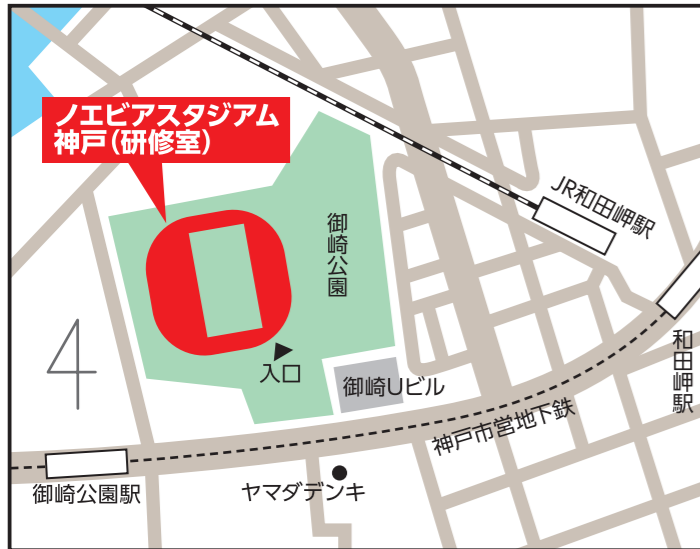 ノエビアスタジアム
神戸（研修室）
JR和田岬駅
御崎公園
和田岬駅
入口
御崎Uビル
神戸市営地下鉄
御崎公園駅
ヤマダデンキ